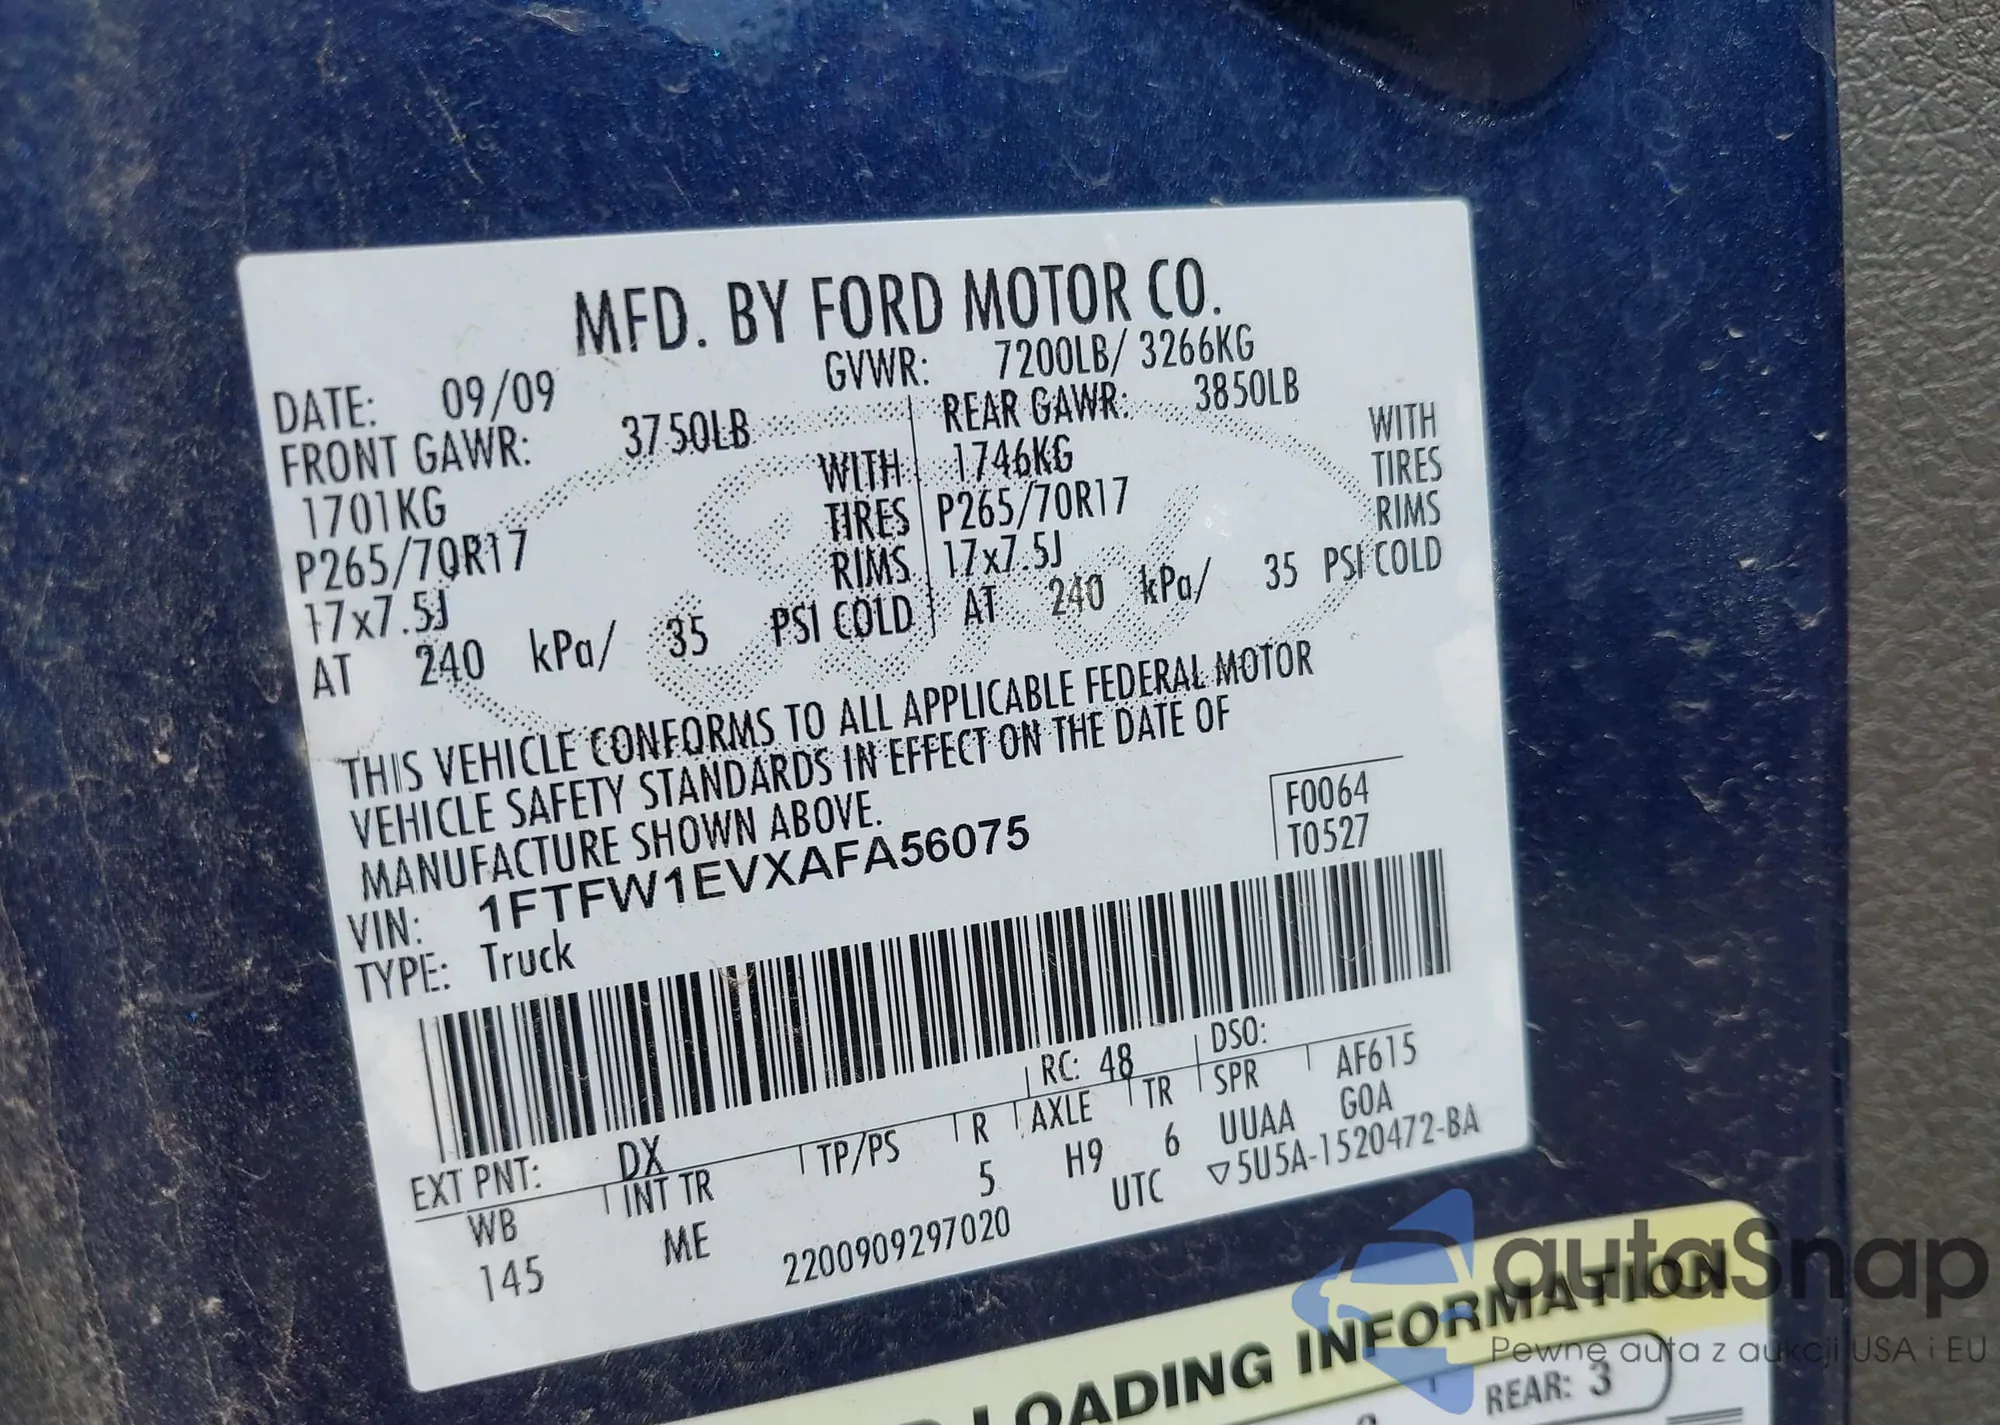 MFD. BY FORD MOTOR CO.
DATE: 09/09 GVWR: 7200LB/ 3266KG
FRONT GAWR: 3750LB REAR GAWR: 3850LB
1701KG WITH 1746KG WITH
P265/70R17 TIRES P265/70R17 TIRES
17x7.5J RIMS 17x7.5J RIMS
AT 240 kPa/ 35 PSI COLD AT 240 kPa/ 35 PSI COLD
THIS VEHICLE CONFORMS TO ALL APPLICABLE FEDERAL MOTOR
VEHICLE SAFETY STANDARDS IN EFFECT ON THE DATE OF
MANUFACTURE SHOWN ABOVE.
F0064
VIN: 1FTFW1EVXAFA56075 T0527
TYPE: Truck
EXT PNT: DX RC: 48 DSO: AF615
WB INT TR TP/PS R AXLE TR SPR G0A
145 ME 5 H9 6 UUAA
2200909297020 UTC ▽5U5A-1520472-BA
LOADING INFORMATION
REAR: 3
autaSnap
Pewne auta z aukcji USA i EU